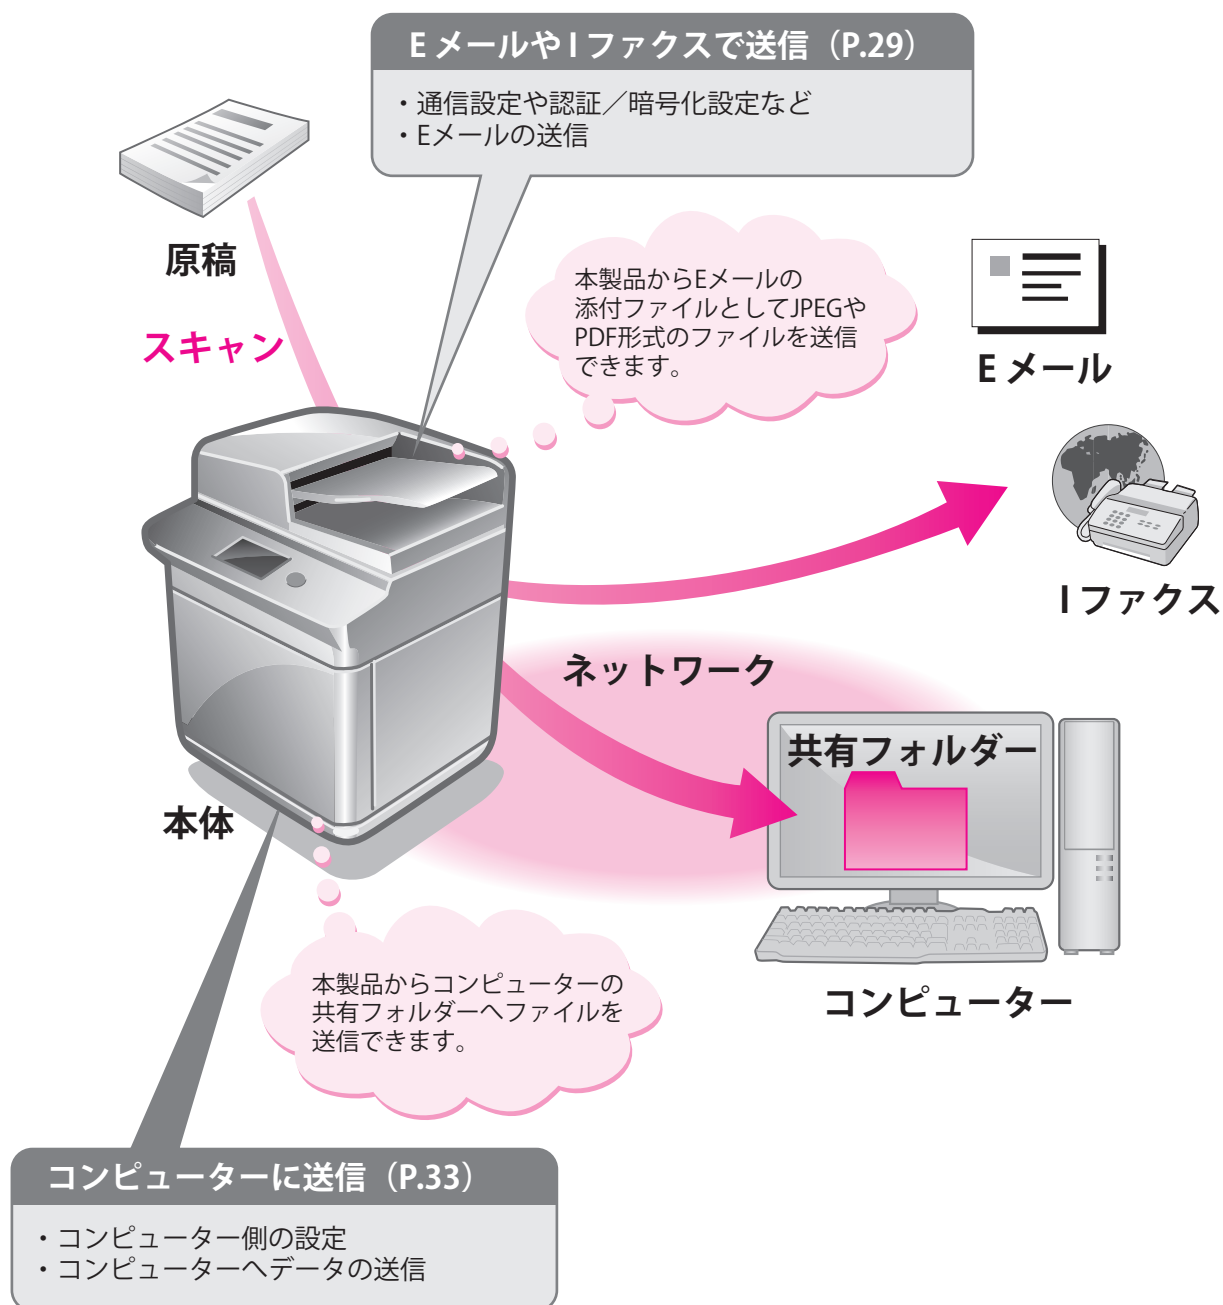 E メールや I ファクスで送信（P.29）
・通信設定や認証／暗号化設定など
・Eメールの送信
原稿
スキャン
本製品からEメールの
添付ファイルとしてJPEGや
PDF形式のファイルを送信
できます。
E メール
I ファクス
ネットワーク
共有フォルダー
本体
コンピューター
本製品からコンピューターの
共有フォルダーへファイルを
送信できます。
コンピューターに送信（P.33）
・コンピューター側の設定
・コンピューターへデータの送信